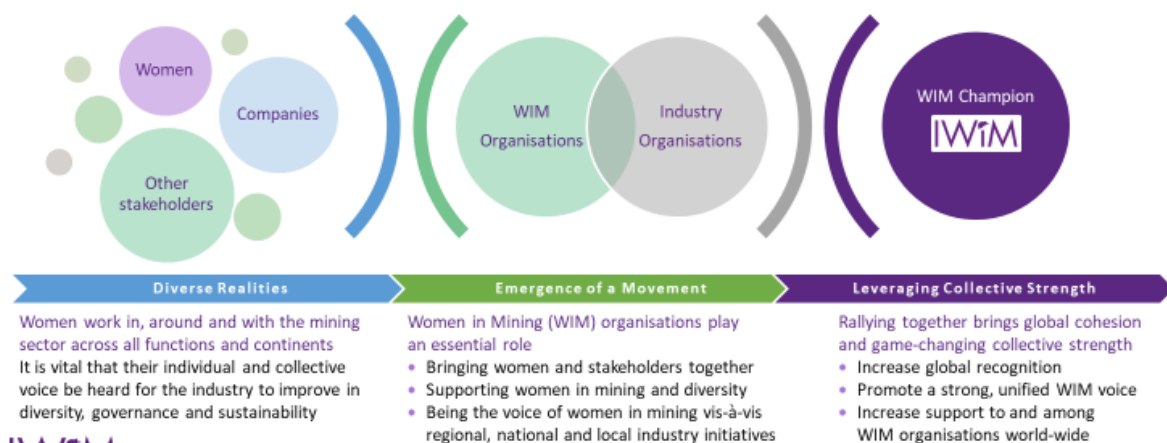 Women
Companies
Other
stakeholders
WIM
Organisations
Industry
Organisations
WIM Champion
IWiM
Diverse Realities
Emergence of a Movement
Leveraging Collective Strength
Women work in, around and with the mining
sector across all functions and continents
It is vital that their individual and collective
voice be heard for the industry to improve in
diversity, governance and sustainability
Women in Mining (WIM) organisations play
an essential role
• Bringing women and stakeholders together
• Supporting women in mining and diversity
• Being the voice of women in mining vis-à-vis
regional, national and local industry initiatives
Rallying together brings global cohesion
and game-changing collective strength
• Increase global recognition
• Promote a strong, unified WIM voice
• Increase support to and among
WIM organisations world-wide